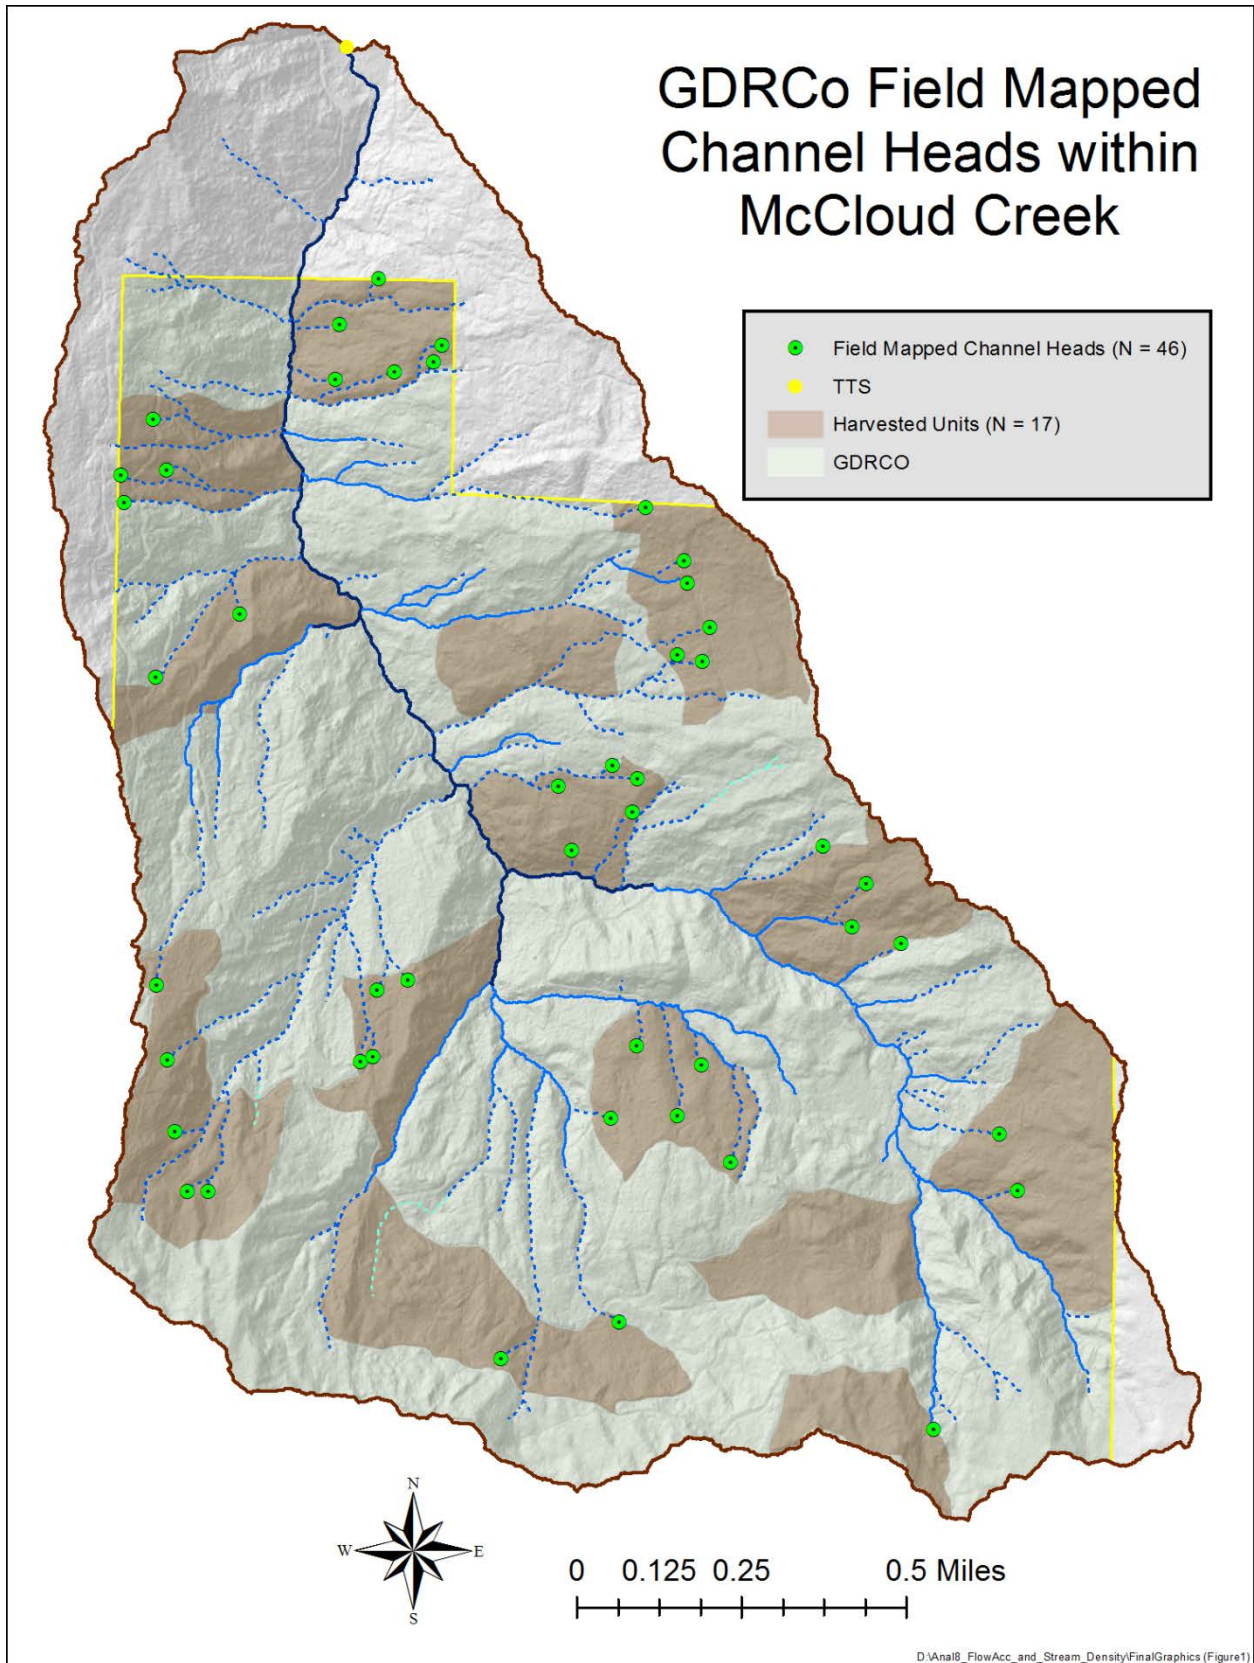 GDRCo Field Mapped
Channel Heads within
McCloud Creek
Field Mapped Channel Heads (N = 46)
TTS
Harvested Units (N = 17)
GDRCO
N
W E
S
0 0.125 0.25 0.5 Miles
D:\Anal8_FlowAcc_and_Stream_Density\FinalGraphics (Figure1)